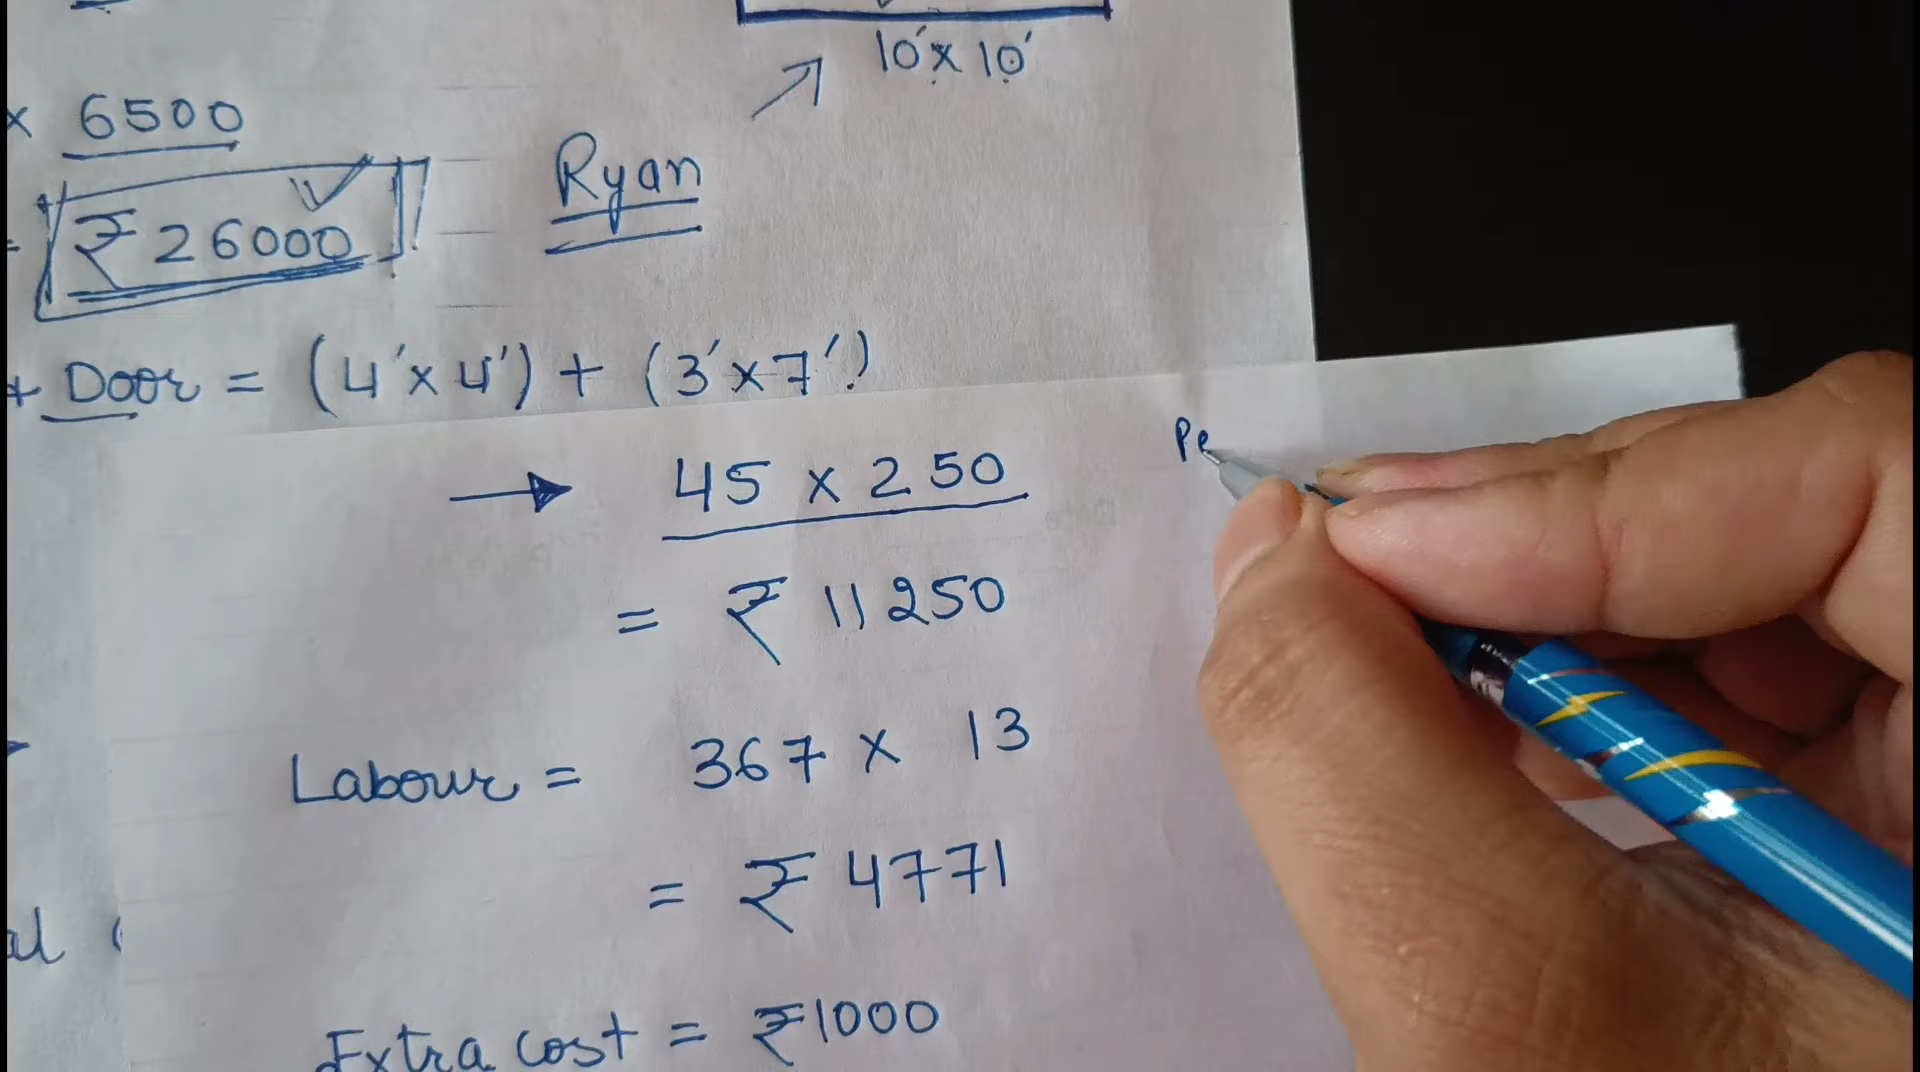 10'x 10'
x 6500
Ryan
= ₹ 26000
+ Door = (4'x 4') + (3'x 7')
Pe
45 x 250
= ₹ 11250
Labour = 367 x 13
= ₹ 4771
al (
Extra cost = ₹1000